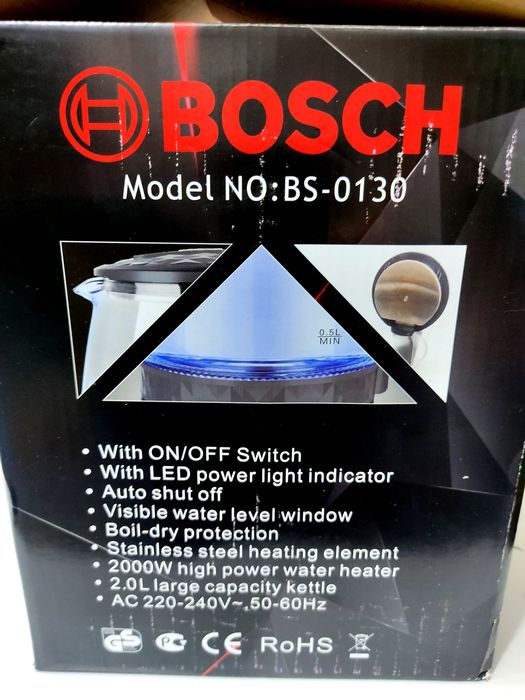 BOSCH
Model NO:BS-0130
0.5L
MIN
• With ON/OFF Switch
• With LED power light indicator
• Auto shut off
• Visible water level window
• Boil-dry protection
• Stainless steel heating element
• 2000W high power water heater
• 2.0L large capacity kettle
• AC 220-240V~,50-60Hz
GS PG CE RoHS